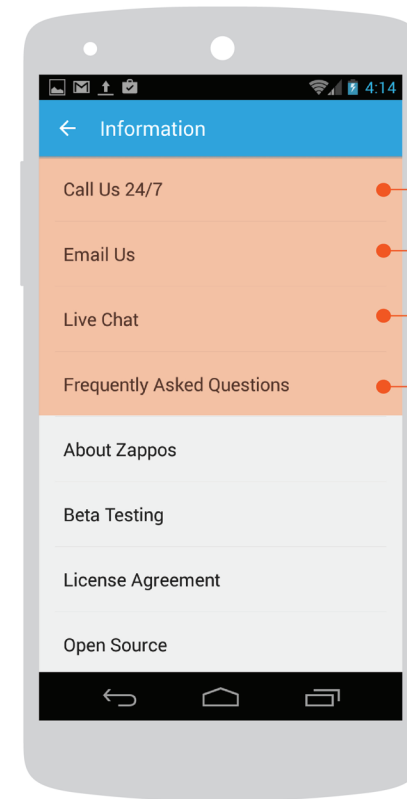 4:14
Information
Call Us 24/7
Email Us
Live Chat
Frequently Asked Questions
About Zappos
Beta Testing
License Agreement
Open Source